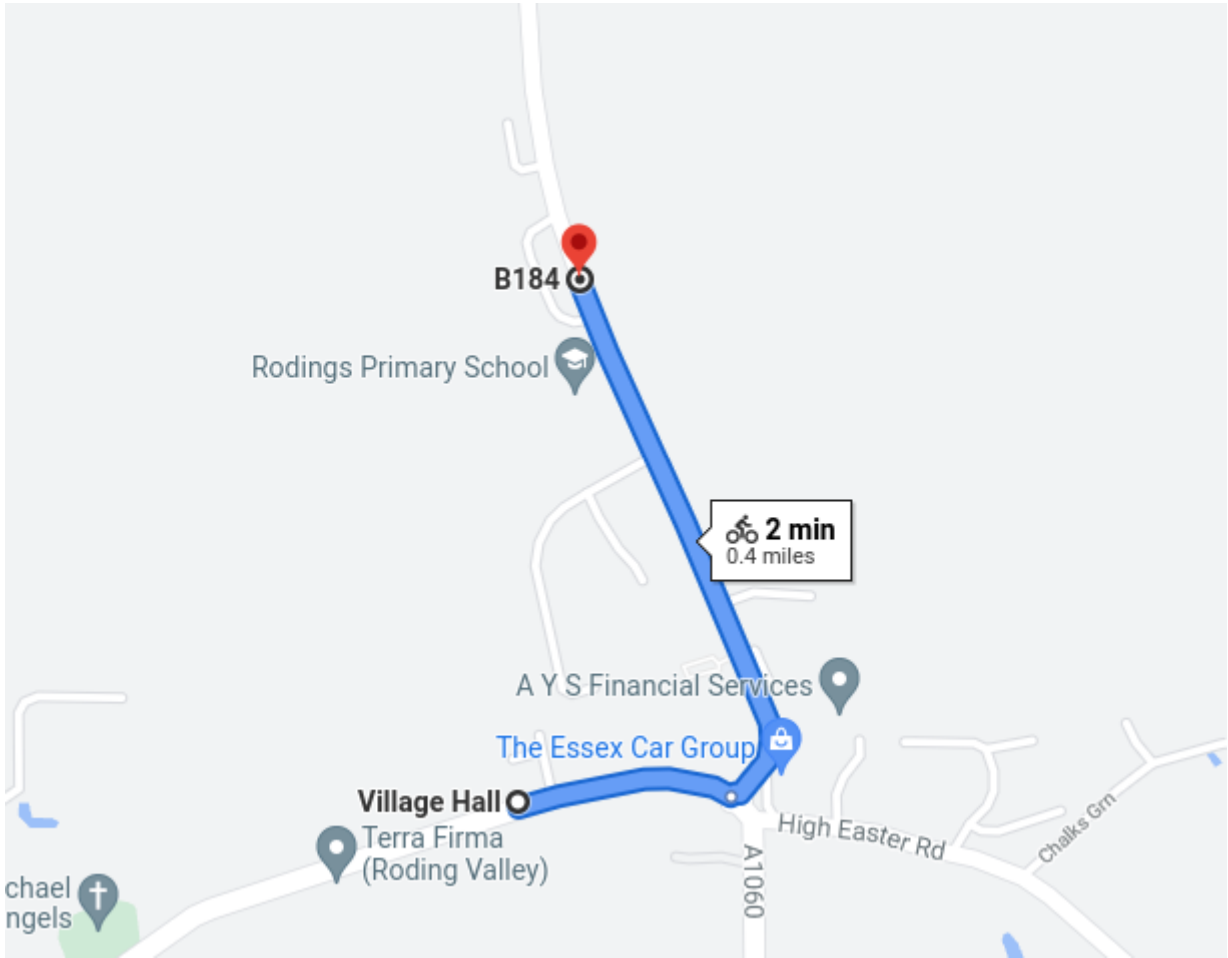 B184
Rodings Primary School
2 min
0.4 miles
A Y S Financial Services
The Essex Car Group
Village Hall
Terra Firma
(Roding Valley)
High Easter Rd
Chalks Grn
A1060
chael
ngels